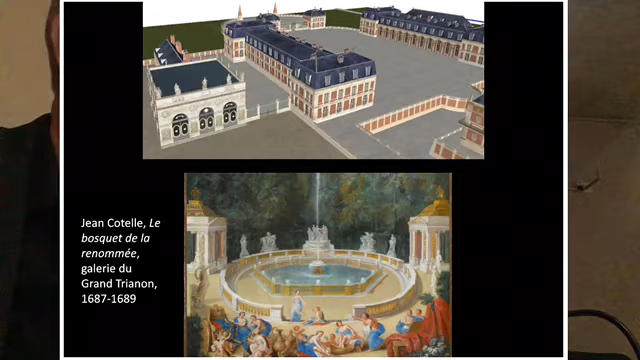 Jean Cotelle, Le
bosquet de la
renommée,
galerie du
Grand Trianon,
1687-1689